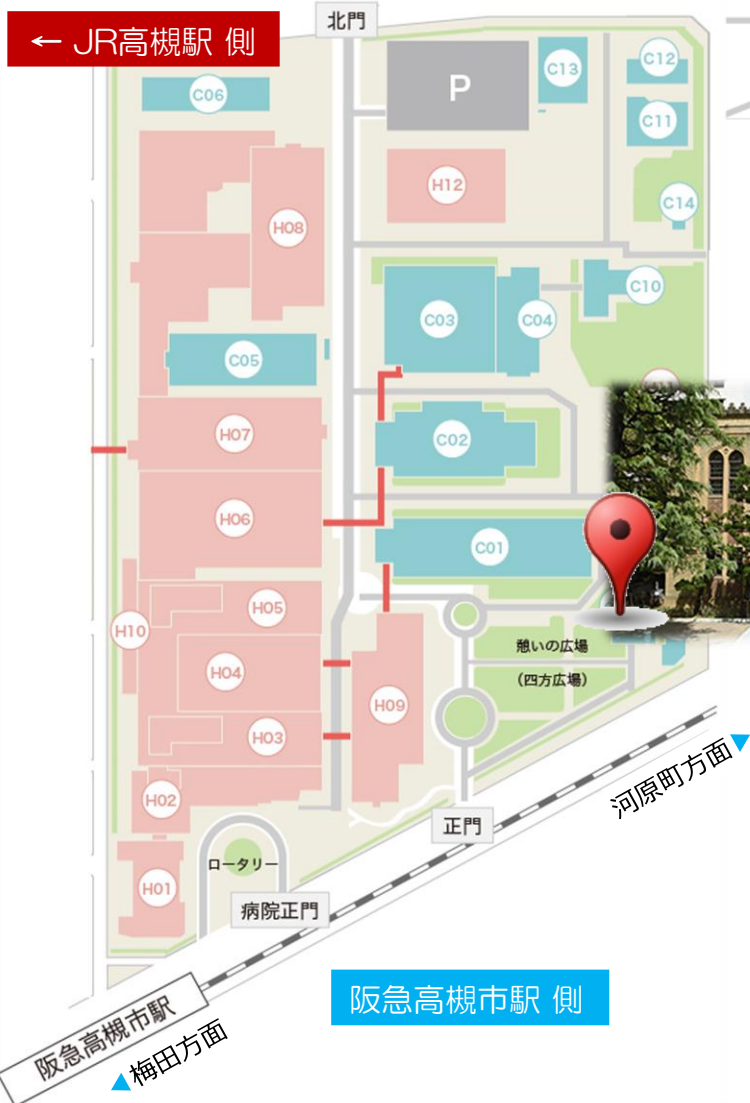 ← JR高槻駅 側
北門
C06
P
C13
C12
C11
H12
C14
H08
C10
C03
C04
C05
H07
C02
H06
C01
H05
H10
憩いの広場
H04
(四方広場)
H09
H03
河原町方面
H02
正門
ロータリー
H01
病院正門
阪急高槻市駅 側
阪急高槻市駅
梅田方面